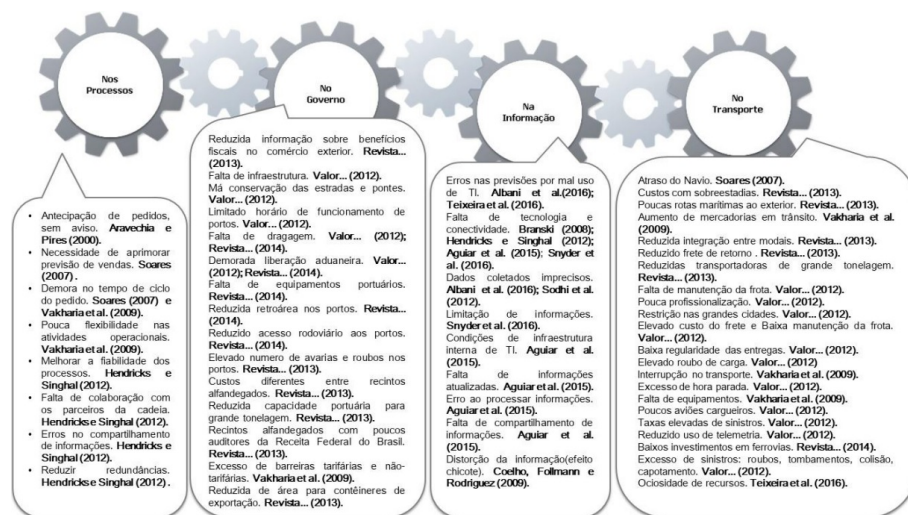 Nos
Processos
No
Governo
Na
Informação
No
Transporte
• Antecipação de pedidos,
sem aviso. Aravechia e
Pires (2000).
• Necessidade de aprimorar
previsão de vendas. Soares
(2007) .
• Demora no tempo de ciclo
do pedido. Soares (2007) e
Vakharia et al. (2009).
• Pouca flexibilidade nas
atividades operacionais.
Vakharia et al. (2009).
• Melhorar a fiabilidade dos
processos. Hendricks e
Singhal (2012).
• Falta de colaboração com
os parceiros da cadeia.
Hendricks e Singhal (2012).
• Erros no compartilhamento
de informações. Hendricks e
Singhal (2012).
• Reduzir redundâncias.
Hendricks e Singhal (2012) .
Reduzida informação sobre benefícios
fiscais no comércio exterior. Revista...
(2013).
Falta de infraestrutura. Valor... (2012).
Má conservação das estradas e pontes.
Valor... (2012).
Limitado horário de funcionamento de
portos. Valor... (2012).
Falta de dragagem. Valor... (2012);
Revista... (2014).
Demorada liberação aduaneira. Valor...
(2012); Revista... (2014).
Falta de equipamentos portuários.
Revista... (2014).
Reduzida retroárea nos portos. Revista...
(2014).
Reduzido acesso rodoviário aos portos.
Revista... (2014).
Elevado numero de avarias e roubos nos
portos. Revista... (2013).
Custos diferentes entre recintos
alfandegados. Revista... (2013).
Reduzida capacidade portuária para
grande tonelagem. Revista... (2013).
Recintos alfandegados com poucos
auditores da Receita Federal do Brasil.
Revista... (2013).
Excesso de barreiras tarifárias e não-
tarifárias. Vakharia et al. (2009).
Reduzida de área para contêineres de
exportação. Revista... (2013).
Erros nas previsões por mal uso
de TI. Albani et al.(2016);
Teixeira et al. (2016).
Falta de tecnologia e
conectividade. Branski (2008);
Hendricks e Singhal (2012);
Aguiar et al. (2015); Snyder et
al. (2016).
Dados coletados imprecisos.
Albani et al. (2016); Sodhi et al.
(2012).
Limitação de informações.
Snyder et al. (2016).
Condições de infraestrutura
interna de TI. Aguiar et al.
(2015).
Falta de informações
atualizadas. Aguiar et al. (2015).
Erro ao processar informações.
Aguiar et al. (2015).
Falta de compartilhamento de
informações. Aguiar et al.
(2015).
Distorção da informação(efeito
chicote). Coelho, Follmann e
Rodriguez (2009).
Atraso do Navio. Soares (2007).
Custos com sobreestadias. Revista... (2013).
Poucas rotas marítimas ao exterior. Revista... (2013).
Aumento de mercadorias em trânsito. Vakharia et al.
(2009).
Reduzida integração entre modais. Revista... (2013).
Reduzido frete de retorno . Revista... (2013).
Reduzidas transportadoras de grande tonelagem.
Revista... (2013).
Falta de manutenção da frota. Valor... (2012).
Pouca profissionalização. Valor... (2012).
Restrição nas grandes cidades. Valor... (2012).
Elevado custo do frete e Baixa manutenção da frota.
Valor... (2012).
Baixa regularidade das entregas. Valor... (2012).
Elevado roubo de carga. Valor... (2012)
Interrupção no transporte. Vakharia et al. (2009).
Excesso de hora parada. Valor... (2012).
Falta de equipamentos. Vakharia et al. (2009).
Poucos aviões cargueiros. Valor... (2012).
Taxas elevadas de sinistros. Valor... (2012).
Reduzido uso de telemetria. Valor... (2012).
Baixos investimentos em ferrovias. Revista... (2014).
Excesso de sinistro: roubos, tombamentos, colisão,
capotamento. Valor... (2012).
Ociosidade de recursos. Teixeira et al. (2016).